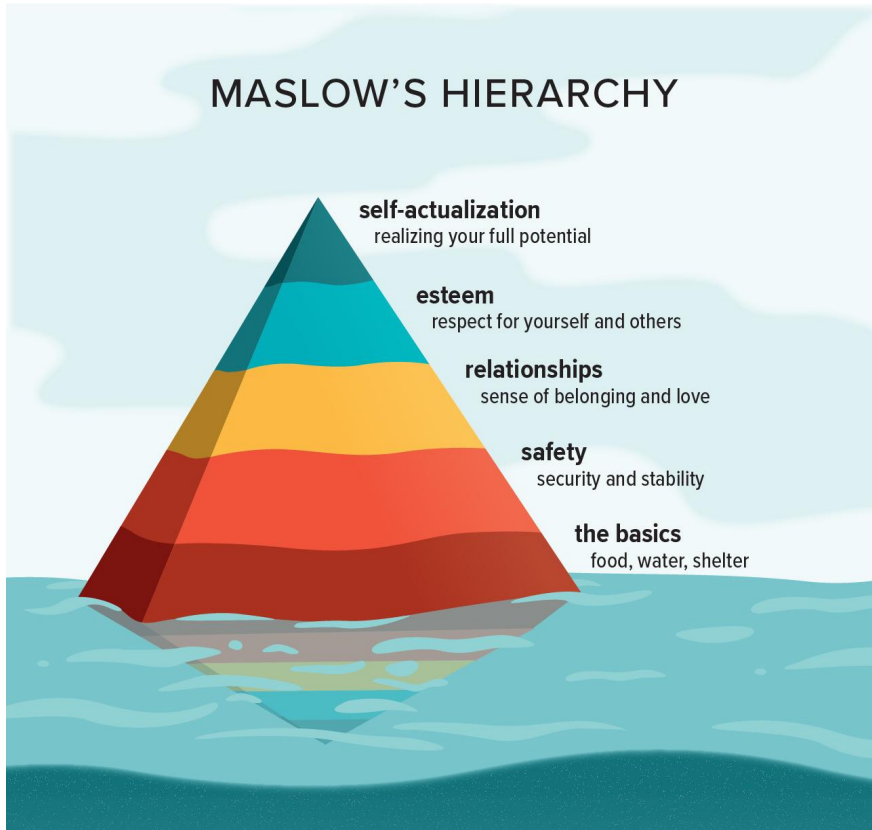 MASLOW'S HIERARCHY
self-actualization
realizing your full potential
esteem
respect for yourself and others
relationships
sense of belonging and love
safety
security and stability
the basics
food, water, shelter